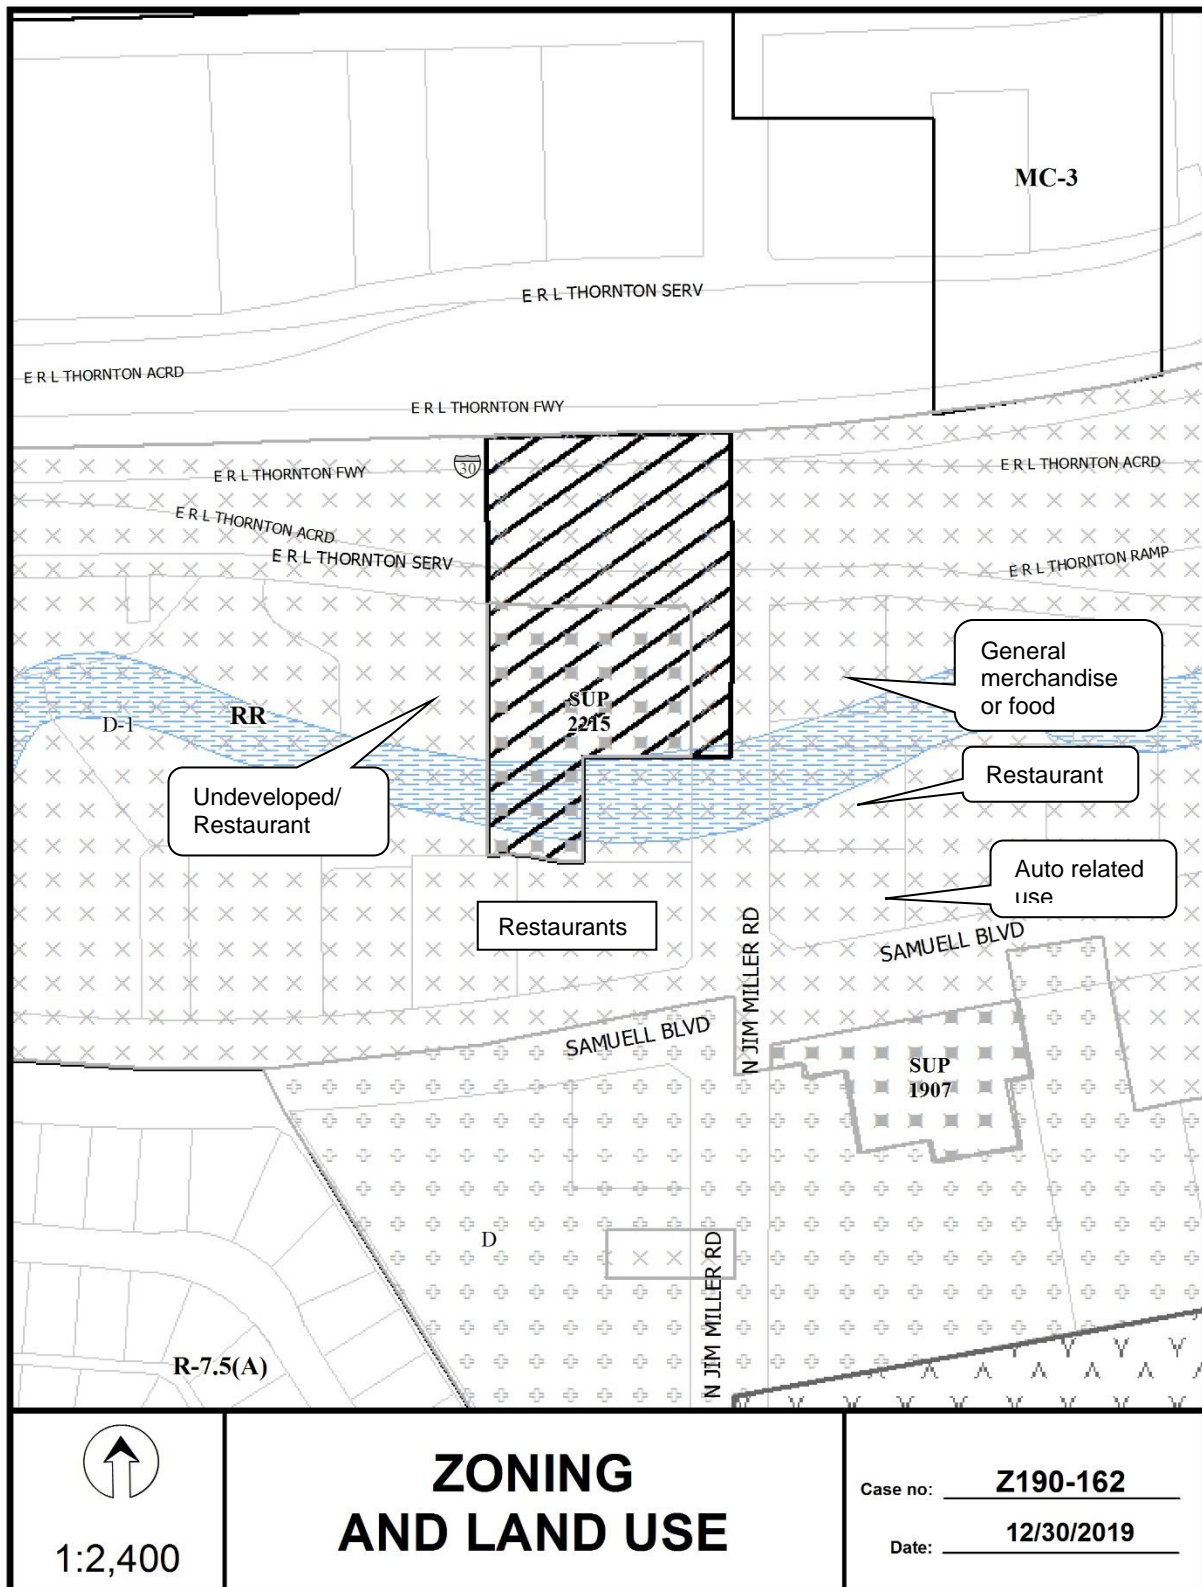 MC-3
E R L THORNTON SERV
E R L THORNTON ACRD
E R L THORNTON FWY
E R L THORNTON FWY
30
E R L THORNTON ACRD
E R L THORNTON ACRD
E R L THORNTON SERV
E R L THORNTON RAMP
General
merchandise
or food
SUP
2215
RR
D-1
Restaurant
Undeveloped/
Restaurant
Auto related
use
Restaurants
SAMUELL BLVD
N JIM MILLER RD
SAMUELL BLVD
SUP
1907
D
N JIM MILLER RD
R-7.5(A)
1:2,400
ZONING
AND LAND USE
Case no: Z190-162
Date: 12/30/2019